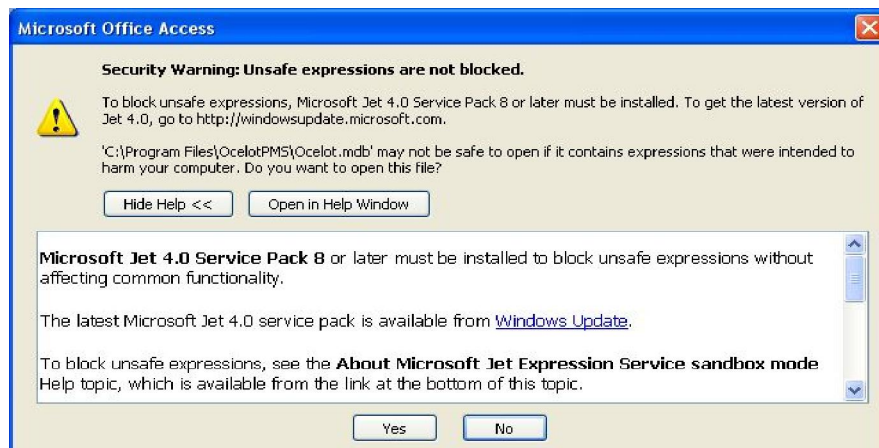 Microsoft Office Access
Security Warning: Unsafe expressions are not blocked.
To block unsafe expressions, Microsoft Jet 4.0 Service Pack 8 or later must be installed. To get the latest version of
Jet 4.0, go to http://windowsupdate.microsoft.com.
'C:\Program Files\OcelotPMS\Ocelot.mdb' may not be safe to open if it contains expressions that were intended to
harm your computer. Do you want to open this file?
Hide Help << Open in Help Window
Microsoft Jet 4.0 Service Pack 8 or later must be installed to block unsafe expressions without
affecting common functionality.
The latest Microsoft Jet 4.0 service pack is available from Windows Update.
To block unsafe expressions, see the About Microsoft Jet Expression Service sandbox mode
Help topic, which is available from the link at the bottom of this topic.
Yes No